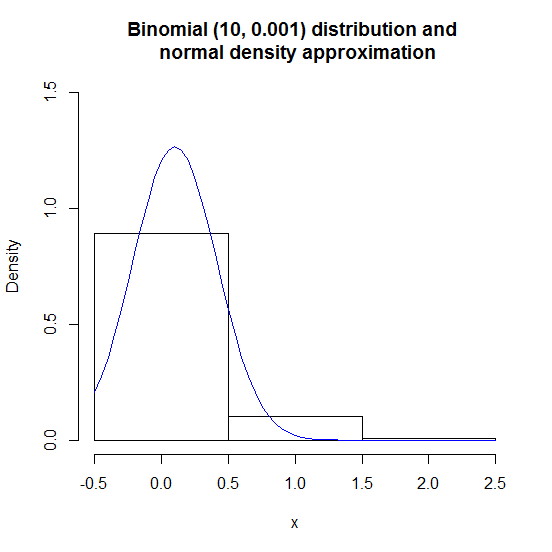 Binomial (10, 0.001) distribution and
normal density approximation
Density
0.0
0.5
1.0
1.5
-0.5
0.0
0.5
1.0
1.5
2.0
2.5
x